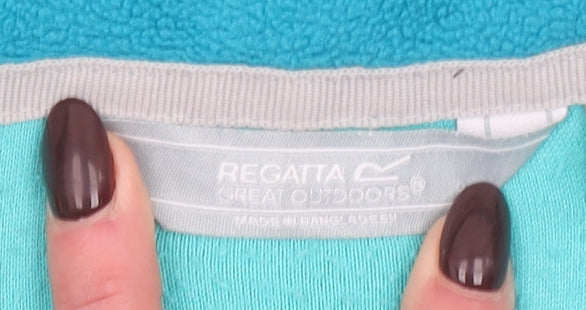 REGATTA
GREAT OUTDOORS®
MADE IN BANGLADESH